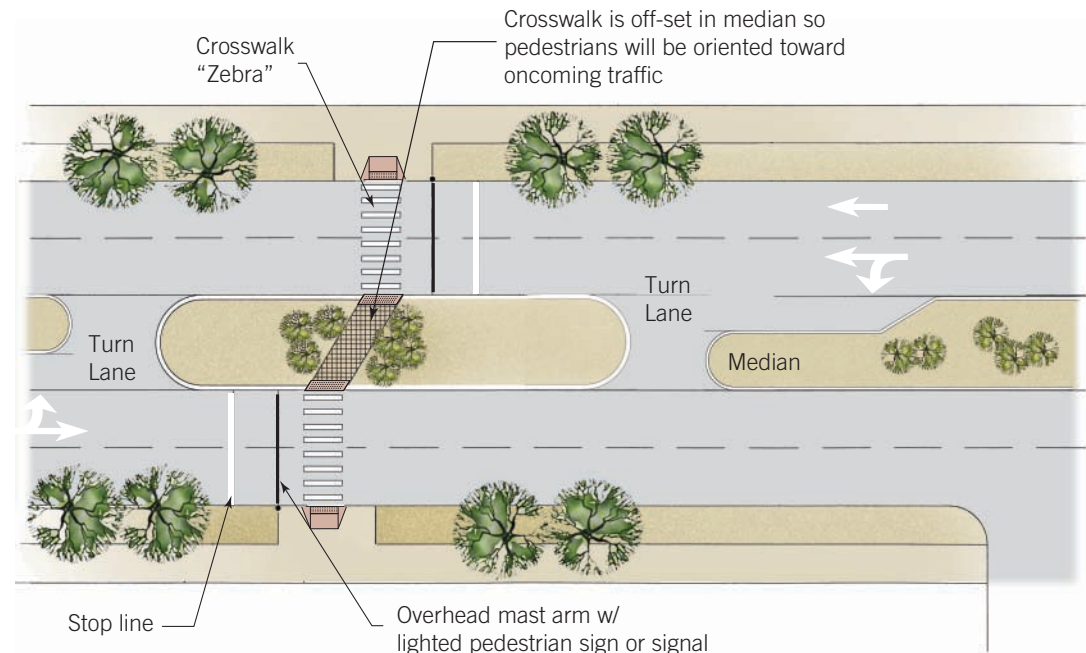 Crosswalk is off-set in median so
pedestrians will be oriented toward
oncoming traffic
Crosswalk
“Zebra”
Turn
Lane
Turn
Lane
Median
Stop line
Overhead mast arm w/
lighted pedestrian sign or signal